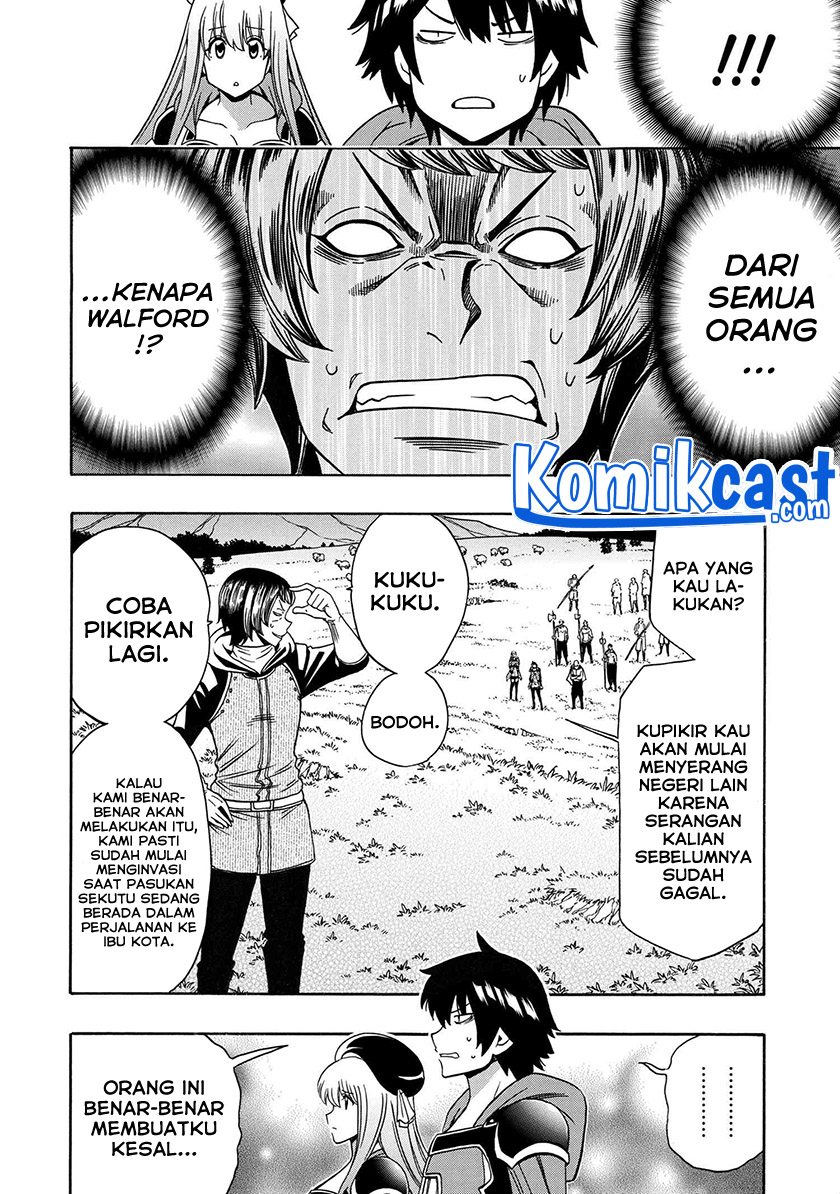 !!!
DARI
SEMUA
ORANG
...
...KENAPA
WALFORD
!?
Komikcast
.com
APA YANG
KAU LA-
KUKAN?
KUPIKIR KAU
AKAN MULAI
MENYERANG
NEGERI LAIN
KARENA
SERANGAN
KALIAN
SEBELUMNYA
SUDAH
GAGAL.
KUKU-
KUKU.
BODOH.
COBA
PIKIRKAN
LAGI.
KALAU
KAMI BENAR-
BENAR AKAN
MELAKUKAN ITU,
KAMI PASTI
SUDAH MULAI
MENGINVASI
SAAT PASUKAN
SEKUTU SEDANG
BERADA DALAM
PERJALANAN KE
IBU KOTA.
......
......
ORANG INI
BENAR-BENAR
MEMBUATKU
KESAL...